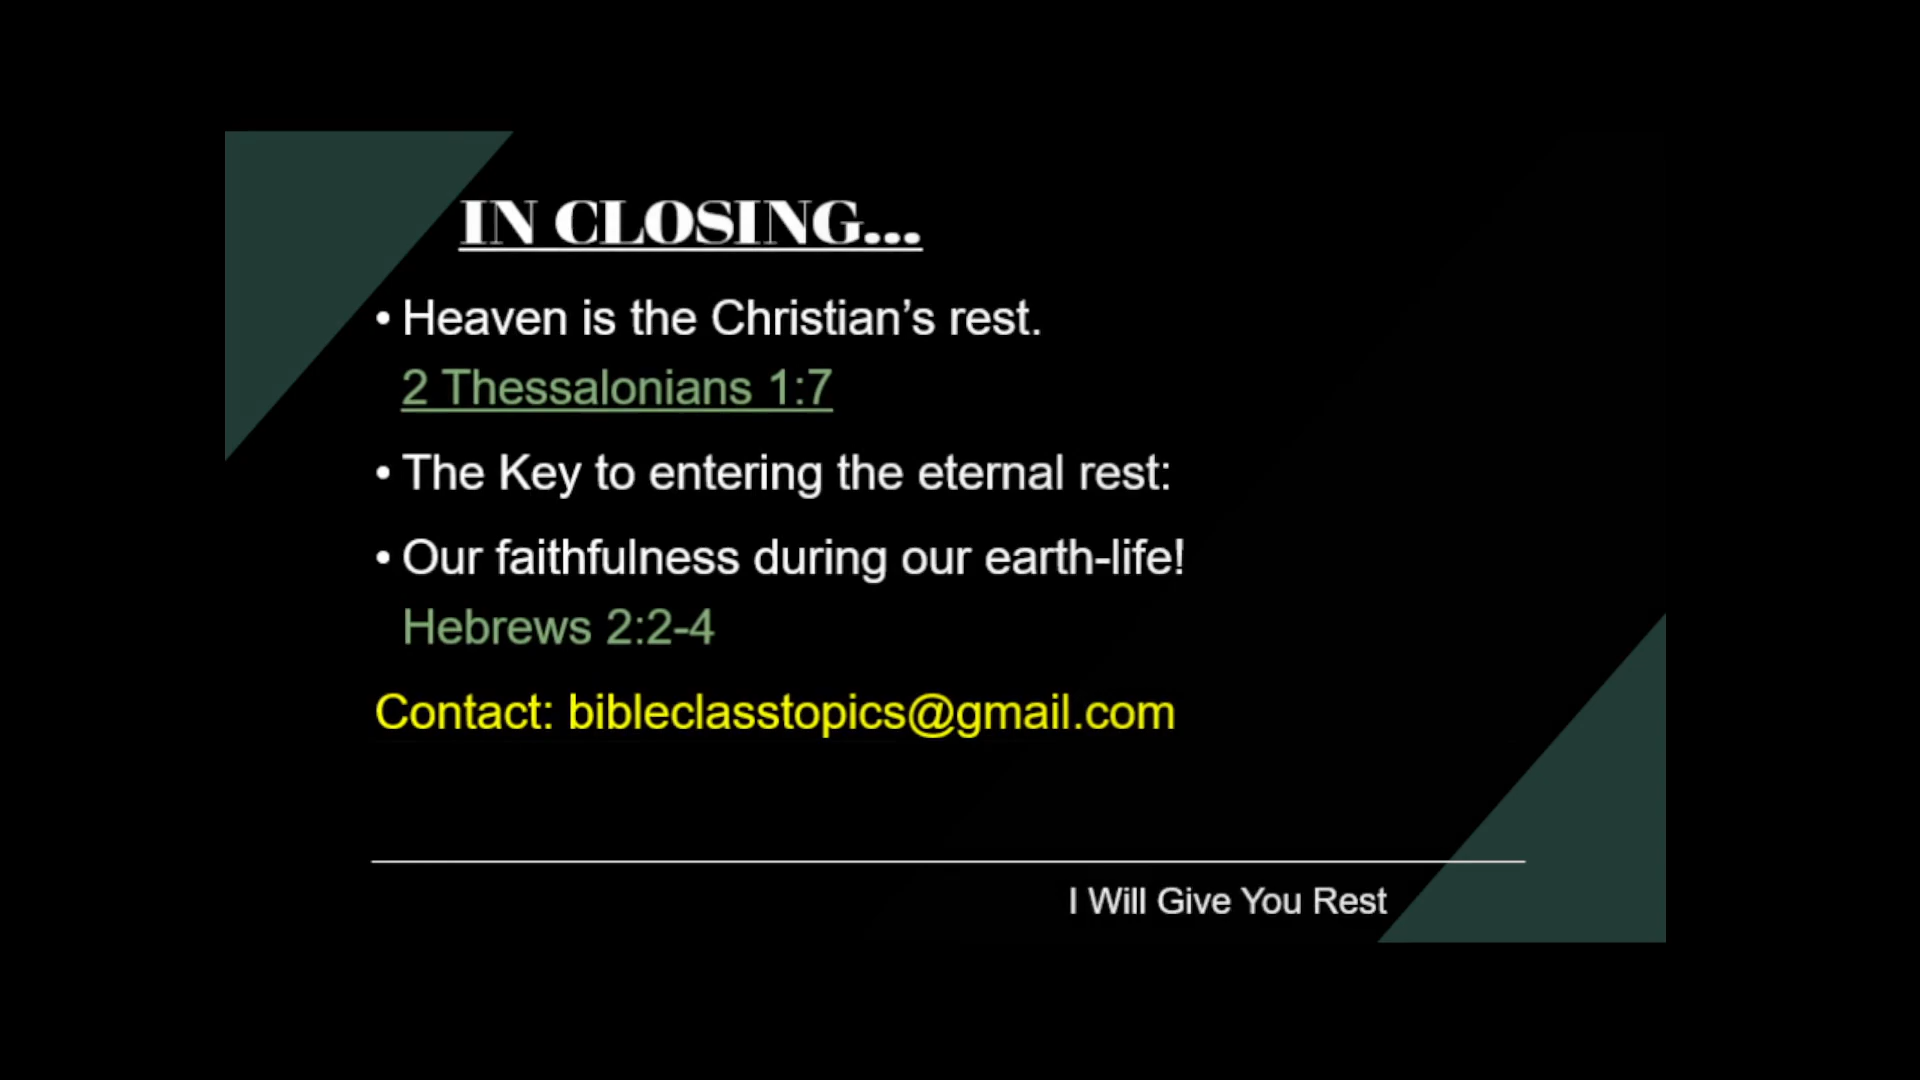 IN CLOSING...
• Heaven is the Christian’s rest.
2 Thessalonians 1:7
• The Key to entering the eternal rest:
• Our faithfulness during our earth-life!
Hebrews 2:2-4
Contact: bibleclasstopics@gmail.com
I Will Give You Rest